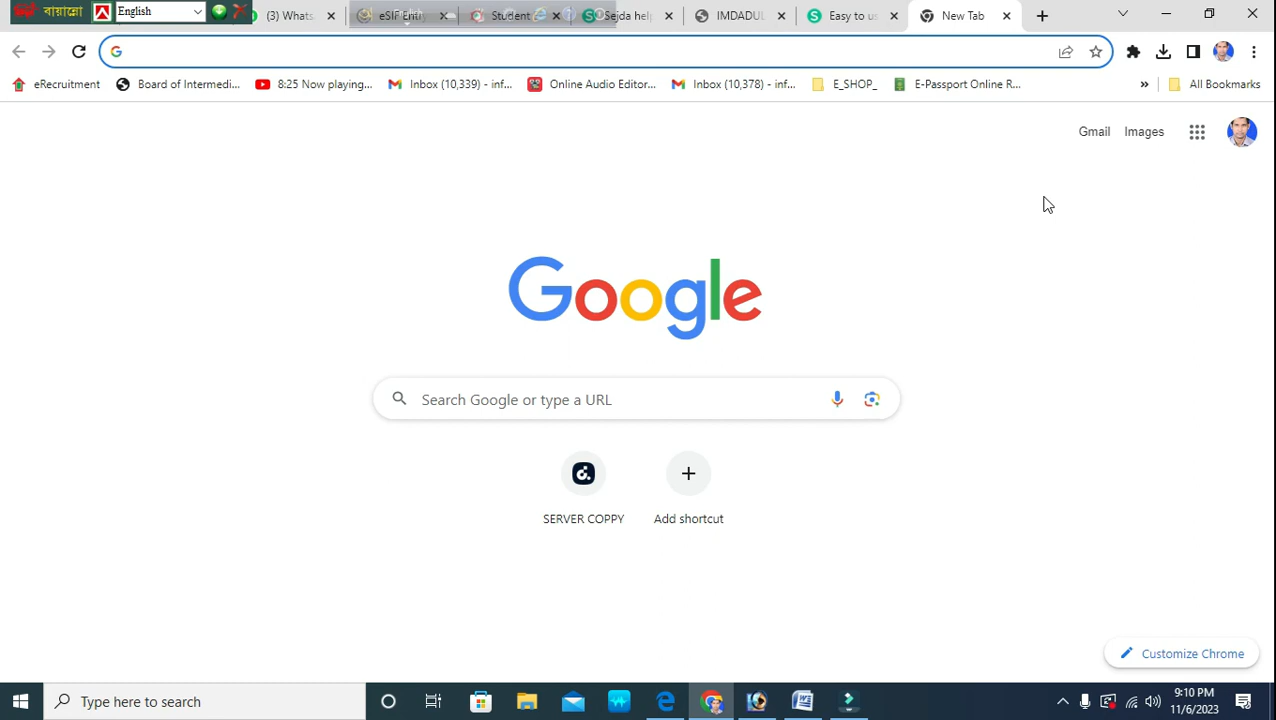 বায়ান্নো English
(3) Whats
eSIF Entr
Student
Sejda hel
IMDADUL
Easy to us
New Tab
eRecruitment
Board of Intermedi...
8:25 Now playing...
Inbox (10,339) - inf...
Online Audio Editor...
Inbox (10,378) - inf...
E_SHOP_
E-Passport Online R...
»
All Bookmarks
Gmail Images
Google
Search Google or type a URL
SERVER COPPY
Add shortcut
Customize Chrome
Type here to search
9:10 PM
11/6/2023